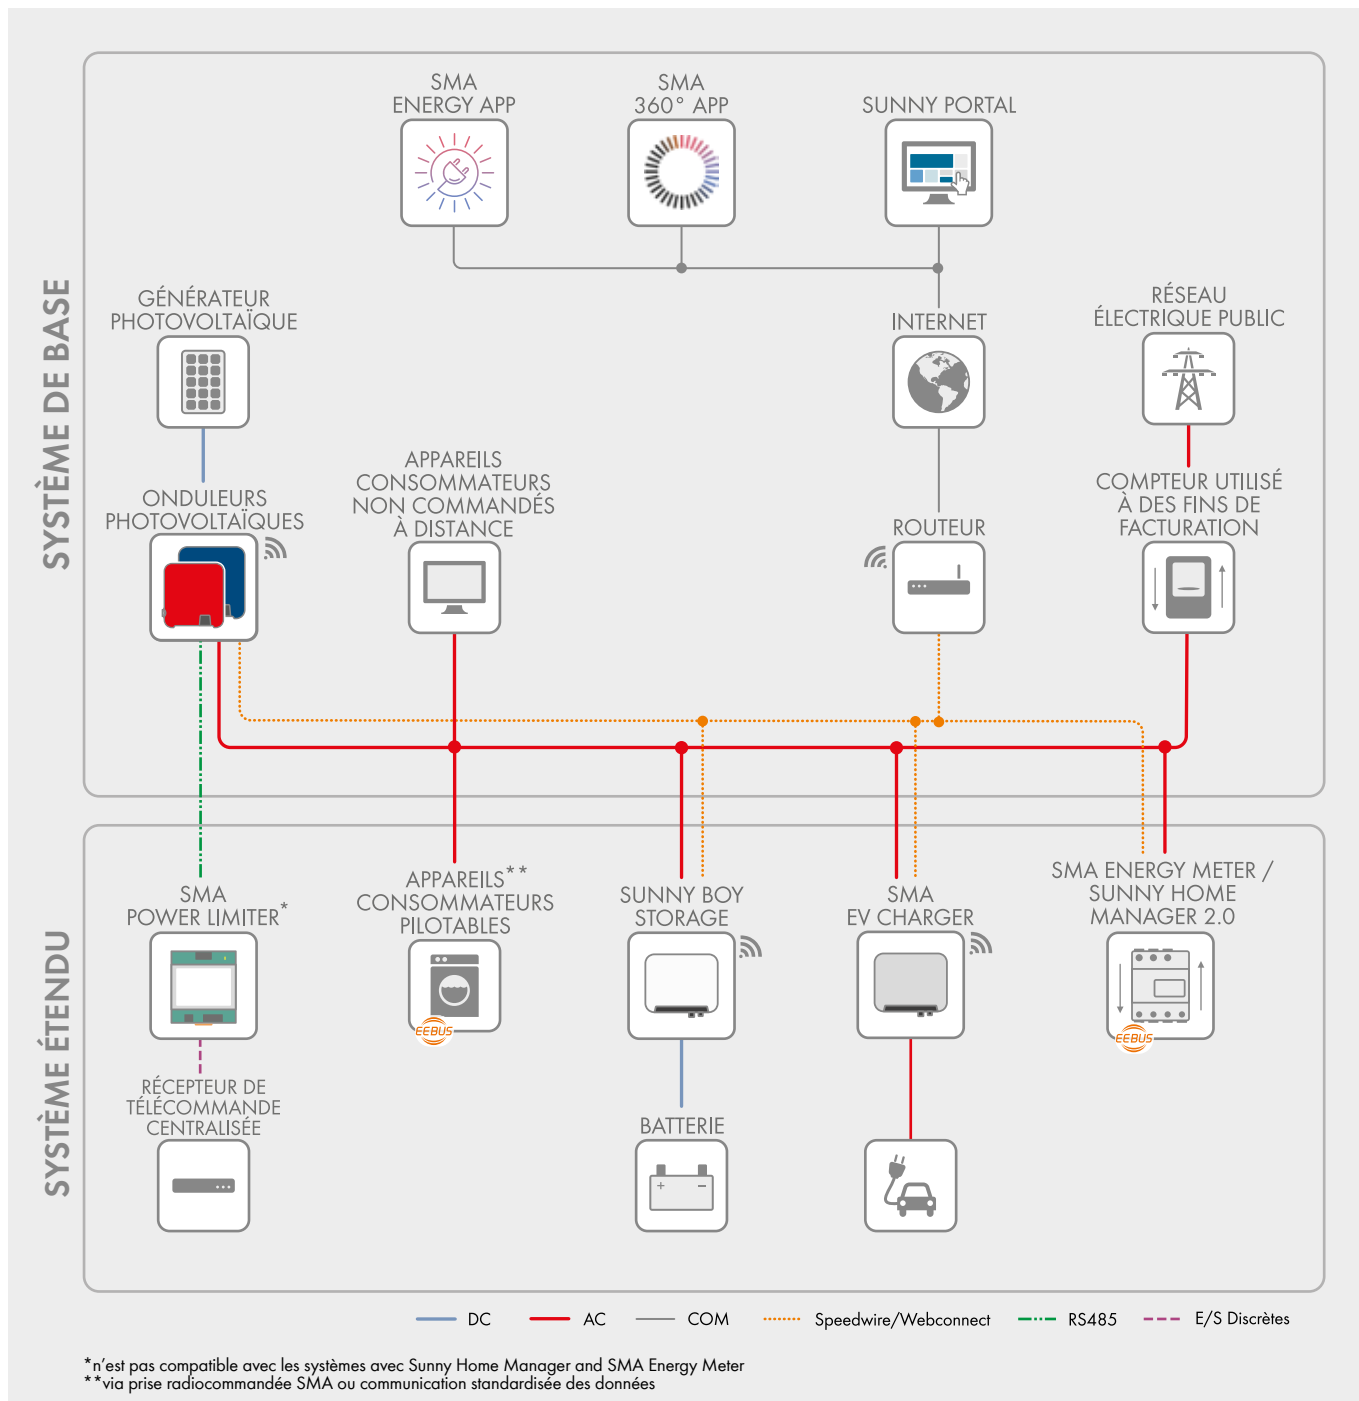 SYSTÈME DE BASE
SMA
ENERGY APP
SMA
360° APP
SUNNY PORTAL
GÉNÉRATEUR
PHOTOVOLTAÏQUE
INTERNET
RÉSEAU
ÉLECTRIQUE PUBLIC
ONDULEURS
PHOTOVOLTAÏQUES
APPAREILS
CONSOMMATEURS
NON COMMANDÉS
À DISTANCE
ROUTEUR
COMPTEUR UTILISÉ
À DES FINS DE
FACTURATION
SYSTÈME ÉTENDU
SMA
POWER LIMITER*
APPAREILS**
CONSOMMATEURS
PILOTABLES
EEBUS
SUNNY BOY
STORAGE
SMA
EV CHARGER
SMA ENERGY METER /
SUNNY HOME
MANAGER 2.0
EEBUS
RÉCEPTEUR DE
TÉLÉCOMMANDE
CENTRALISÉE
BATTERIE
+ –
DC
AC
COM
Speedwire/Webconnect
RS485
E/S Discrètes
*n'est pas compatible avec les systèmes avec Sunny Home Manager and SMA Energy Meter
**via prise radiocommandée SMA ou communication standardisée des données